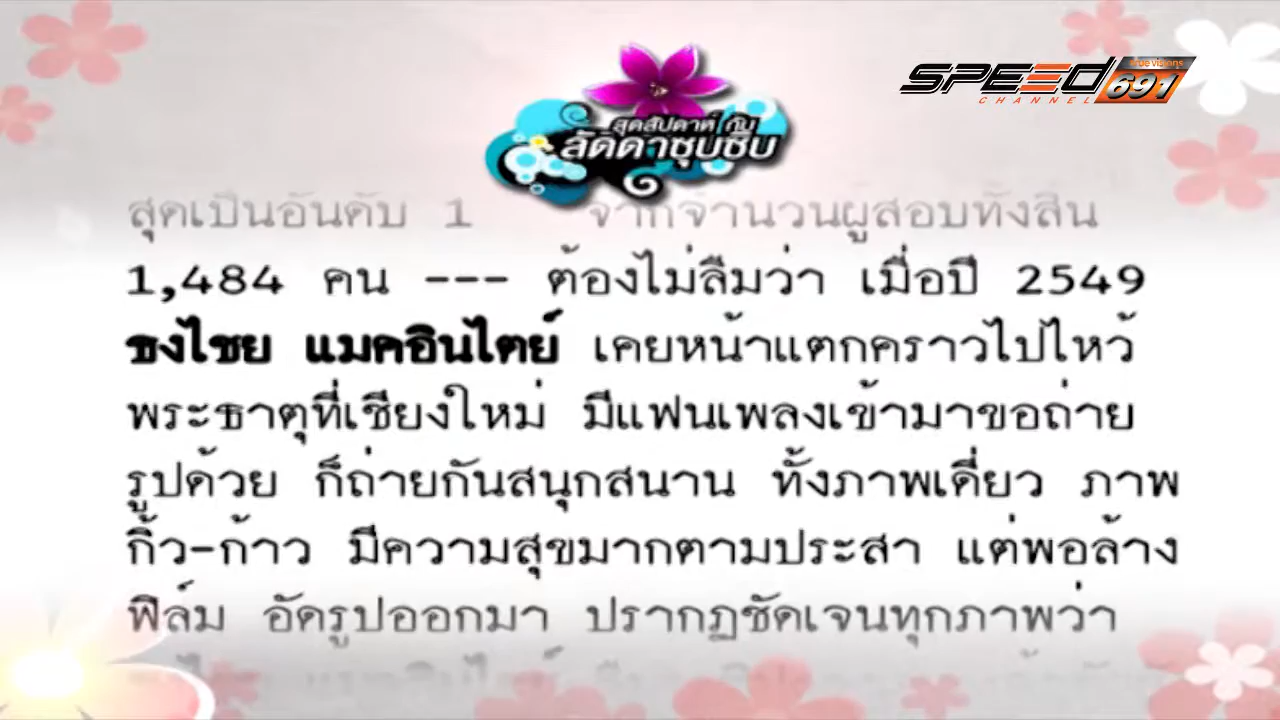 SPEED
CHANNEL
true visions
691
สุดสัปดาห์ กับ
ลัดดาซุบซิบ
สุดเป็นอันดับ 1 จากจำนวนผู้สอบทั้งสิ้น
1,484 คน --- ต้องไม่ลืมว่า เมื่อปี 2549
ธงไชย แมคอินไตย์ เคยหน้าแตกคราวไปไหว้
พระธาตุที่เชียงใหม่ มีแฟนเพลงเข้ามาขอถ่าย
รูปด้วย ก็ถ่ายกันสนุกสนาน ทั้งภาพเดี่ยว ภาพ
กิ๊ว-ก๊าว มีความสุขมากตามประสา แต่พอล้าง
ฟิล์ม อัดรูปออกมา ปรากฏชัดเจนทุกภาพว่า